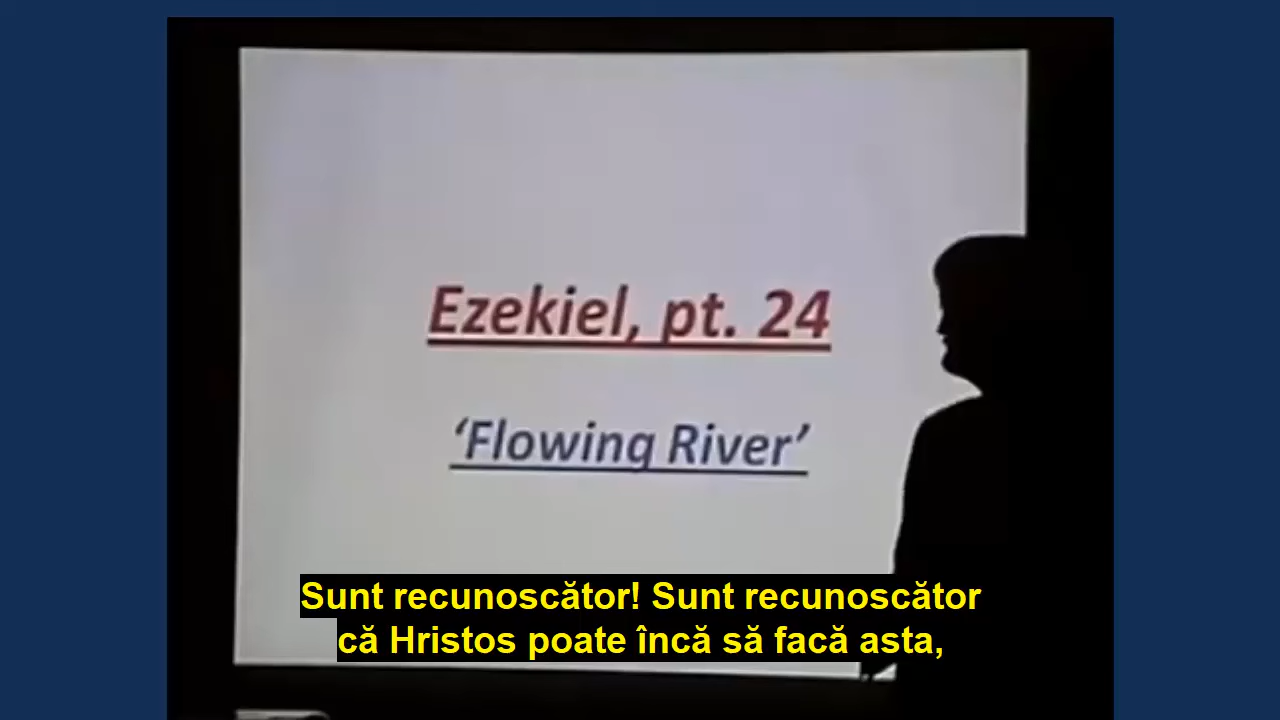 Ezekiel, pt. 24
‘Flowing River’
Sunt recunoscător! Sunt recunoscător
că Hristos poate încă să facă asta,